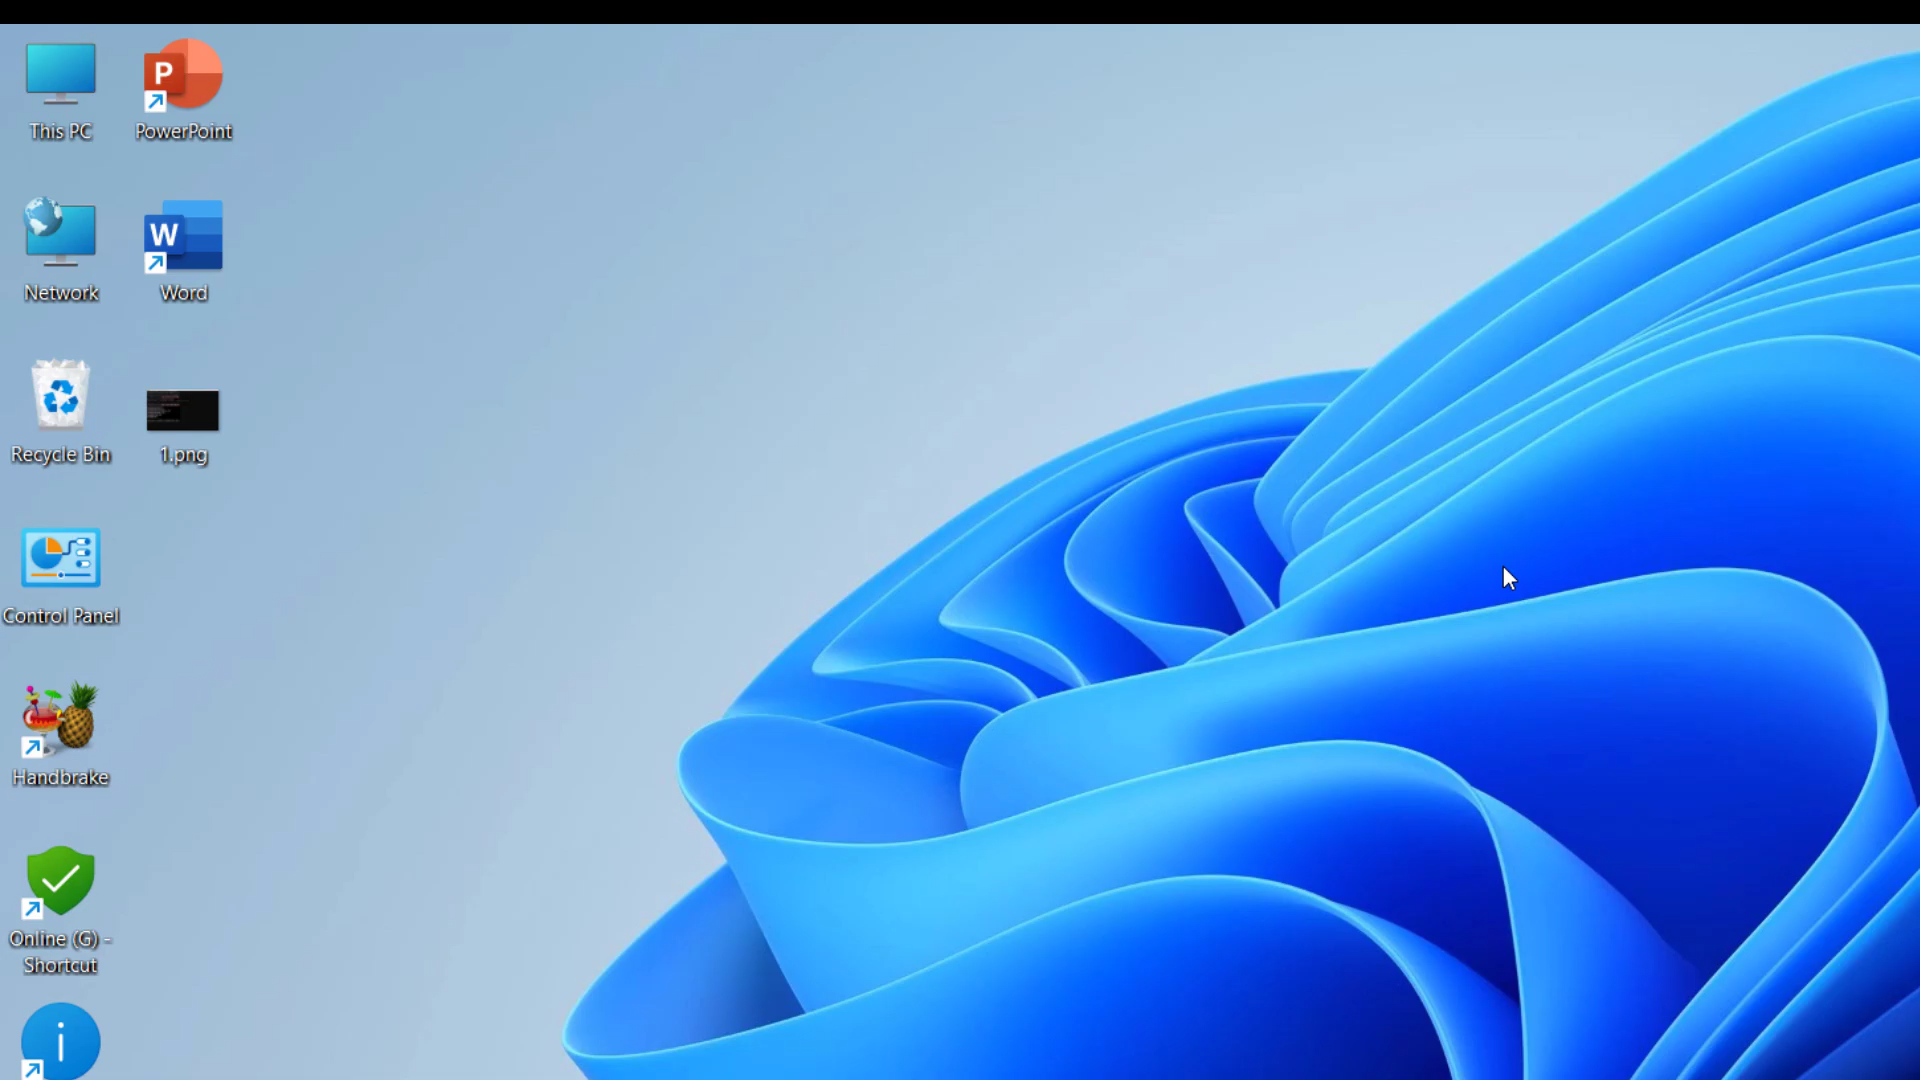 This PC
PowerPoint
Network
Word
Recycle Bin
1.png
Control Panel
Handbrake
Online (G) -
Shortcut